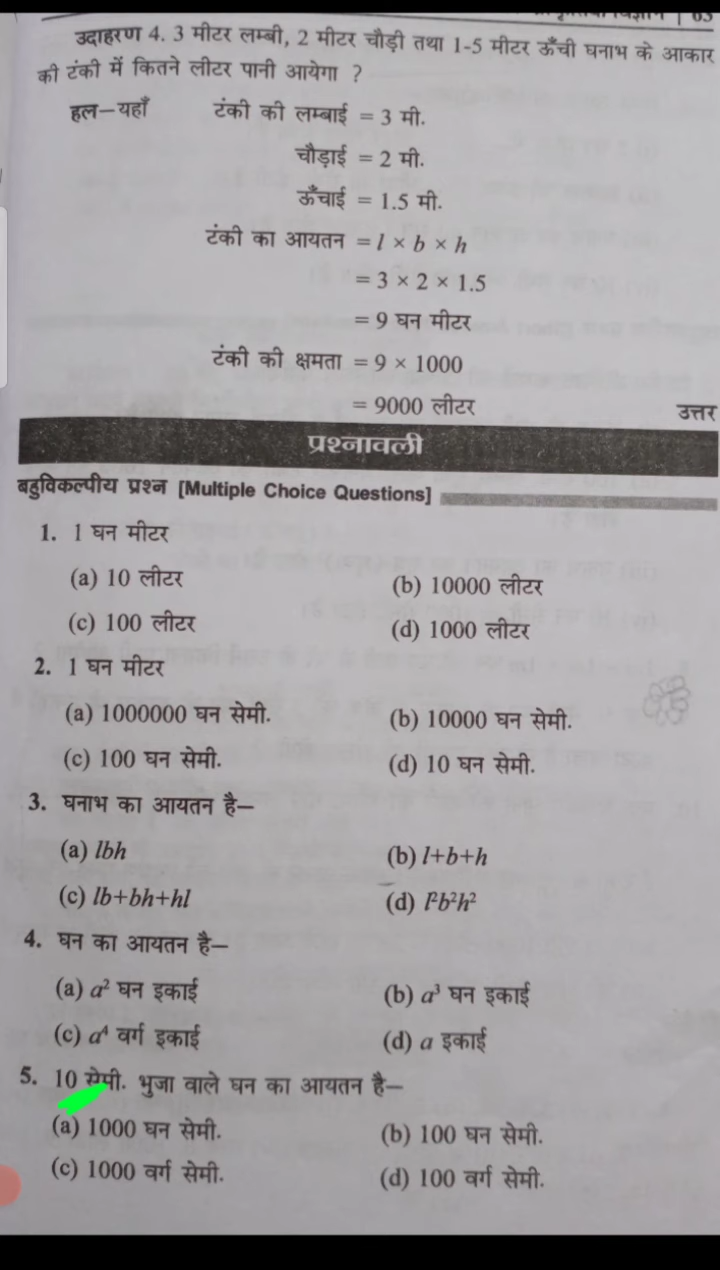 विज्ञान | 63
उदाहरण 4. 3 मीटर लम्बी, 2 मीटर चौड़ी तथा 1-5 मीटर ऊँची घनाभ के आकार
की टंकी में कितने लीटर पानी आयेगा ?
हल—यहाँ टंकी की लम्बाई = 3 मी.
चौड़ाई = 2 मी.
ऊँचाई = 1.5 मी.
टंकी का आयतन = l × b × h
= 3 × 2 × 1.5
= 9 घन मीटर
टंकी की क्षमता = 9 × 1000
= 9000 लीटर उत्तर
प्रश्नावली
बहुविकल्पीय प्रश्न [Multiple Choice Questions]
1. 1 घन मीटर
(a) 10 लीटर (b) 10000 लीटर
(c) 100 लीटर (d) 1000 लीटर
2. 1 घन मीटर
(a) 1000000 घन सेमी. (b) 10000 घन सेमी.
(c) 100 घन सेमी. (d) 10 घन सेमी.
3. घनाभ का आयतन है—
(a) lbh (b) l+b+h
(c) lb+bh+hl (d) l²b²h²
4. घन का आयतन है—
(a) a² घन इकाई (b) a³ घन इकाई
(c) a⁴ वर्ग इकाई (d) a इकाई
5. 10 सेमी. भुजा वाले घन का आयतन है—
(a) 1000 घन सेमी. (b) 100 घन सेमी.
(c) 1000 वर्ग सेमी. (d) 100 वर्ग सेमी.